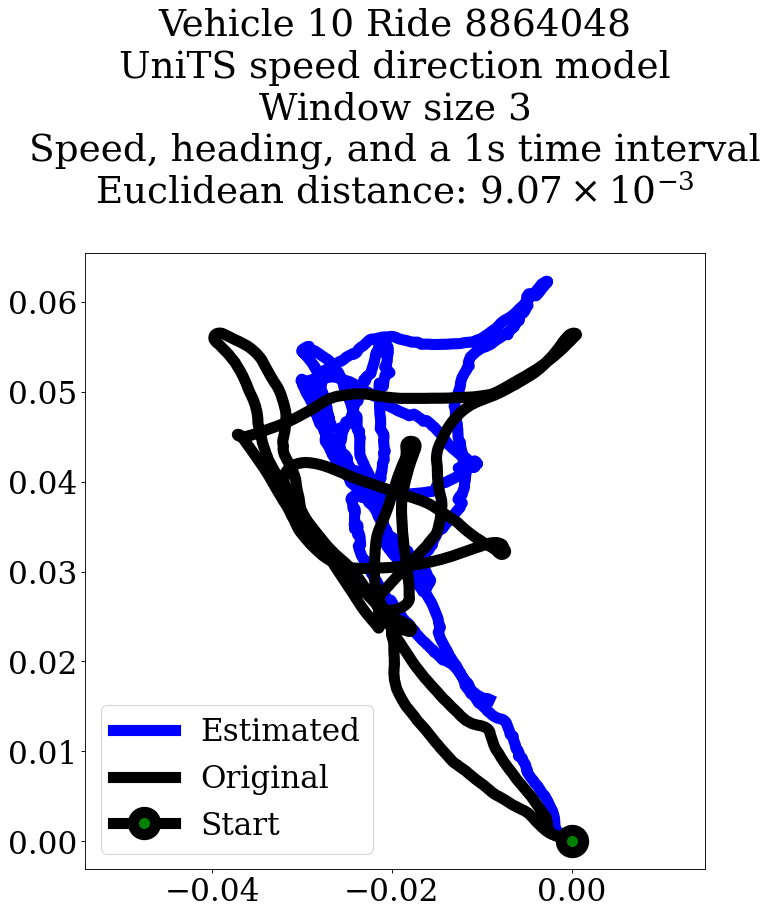 Vehicle 10 Ride 8864048
UniTS speed direction model
Window size 3
Speed, heading, and a 1s time interval
Euclidean distance: 9.07 × 10⁻³
0.06
0.05
0.04
0.03
0.02
0.01
0.00
Estimated
Original
Start
−0.04 −0.02 0.00